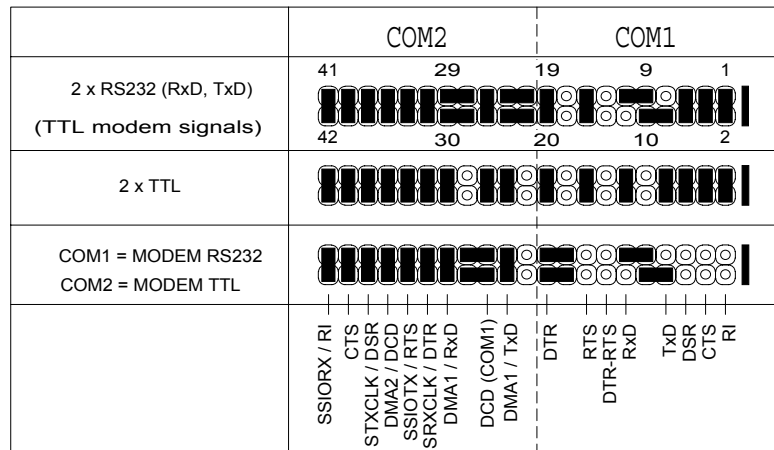 COM2 COM1
41 29 19 9 1
2 x RS232 (RxD, TxD)
(TTL modem signals)
42 30 20 10 2
2 x TTL
COM1 = MODEM RS232
COM2 = MODEM TTL
SSIORX / RI
CTS
STXCLK / DSR
DMA2 / DCD
SSIOTX / RTS
SRXCLK / DTR
DMA1 / RxD
DCD (COM1)
DMA1 / TxD
DTR
RTS
DTR-RTS
RxD
TxD
DSR
CTS
RI